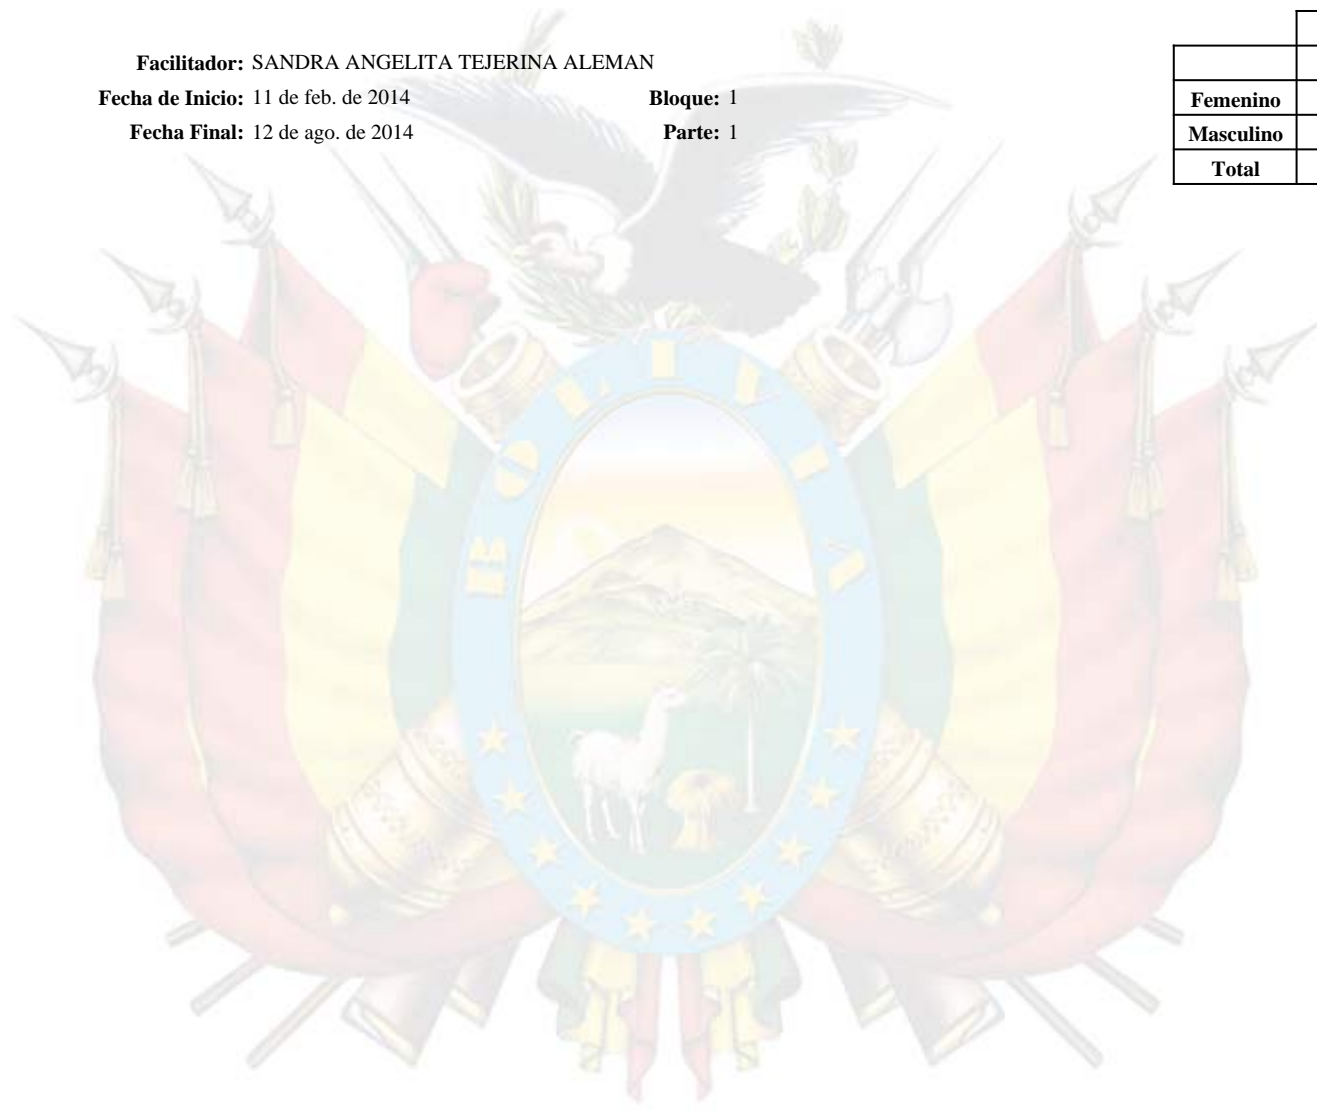 Facilitador: SANDRA ANGELITA TEJERINA ALEMAN
Fecha de Inicio: 11 de feb. de 2014 Bloque: 1
Fecha Final: 12 de ago. de 2014 Parte: 1
Femenino
Masculino
Total
BOLIVIA